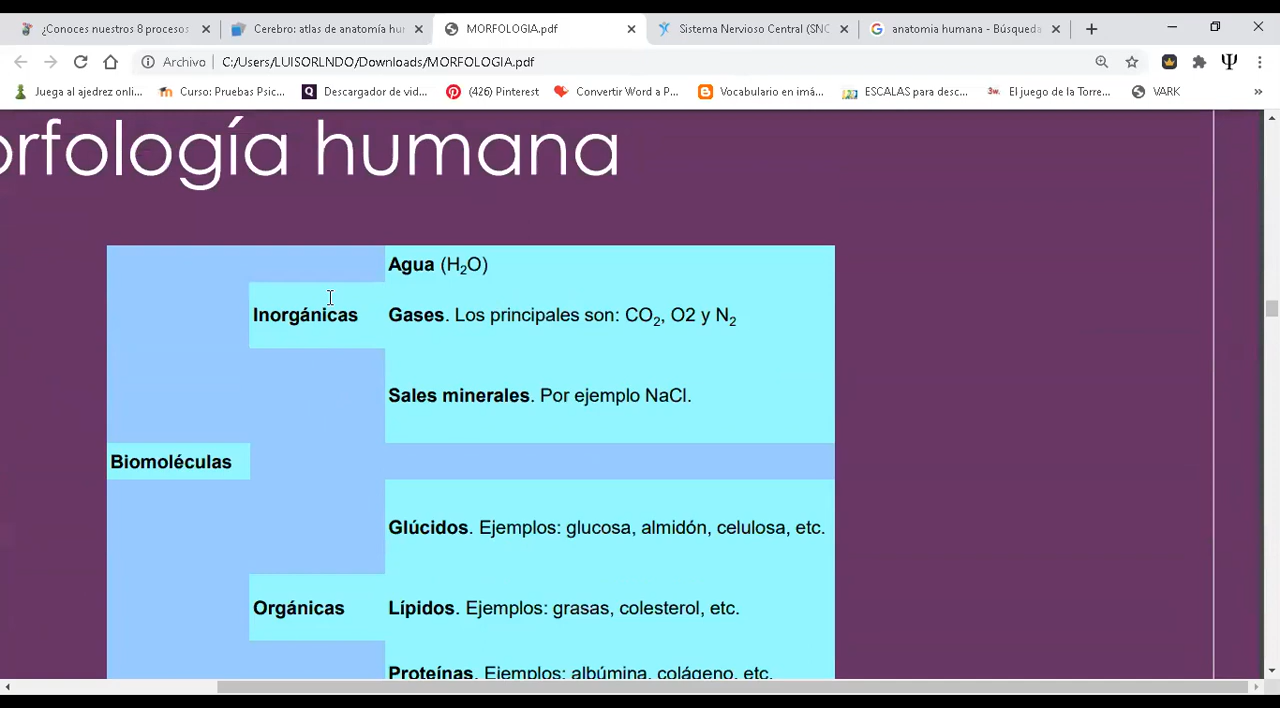 ¿Conoces nuestros 8 procesos
Cerebro: atlas de anatomía hu
MORFOLOGIA.pdf
Sistema Nervioso Central (SNC
anatomia humana - Búsqueda
Archivo
C:/Users/LUISORLNDO/Downloads/MORFOLOGIA.pdf
Juega al ajedrez onli...
Curso: Pruebas Psic...
Descargador de vid...
(426) Pinterest
Convertir Word a P...
Vocabulario en imá...
ESCALAS para desc...
El juego de la Torre...
VARK
orfología humana
Agua (H₂O)
Inorgánicas
Gases. Los principales son: CO₂, O2 y N₂
Sales minerales. Por ejemplo NaCl.
Biomoléculas
Glúcidos. Ejemplos: glucosa, almidón, celulosa, etc.
Orgánicas
Lípidos. Ejemplos: grasas, colesterol, etc.
Proteínas. Ejemplos: albúmina, colágeno, etc.